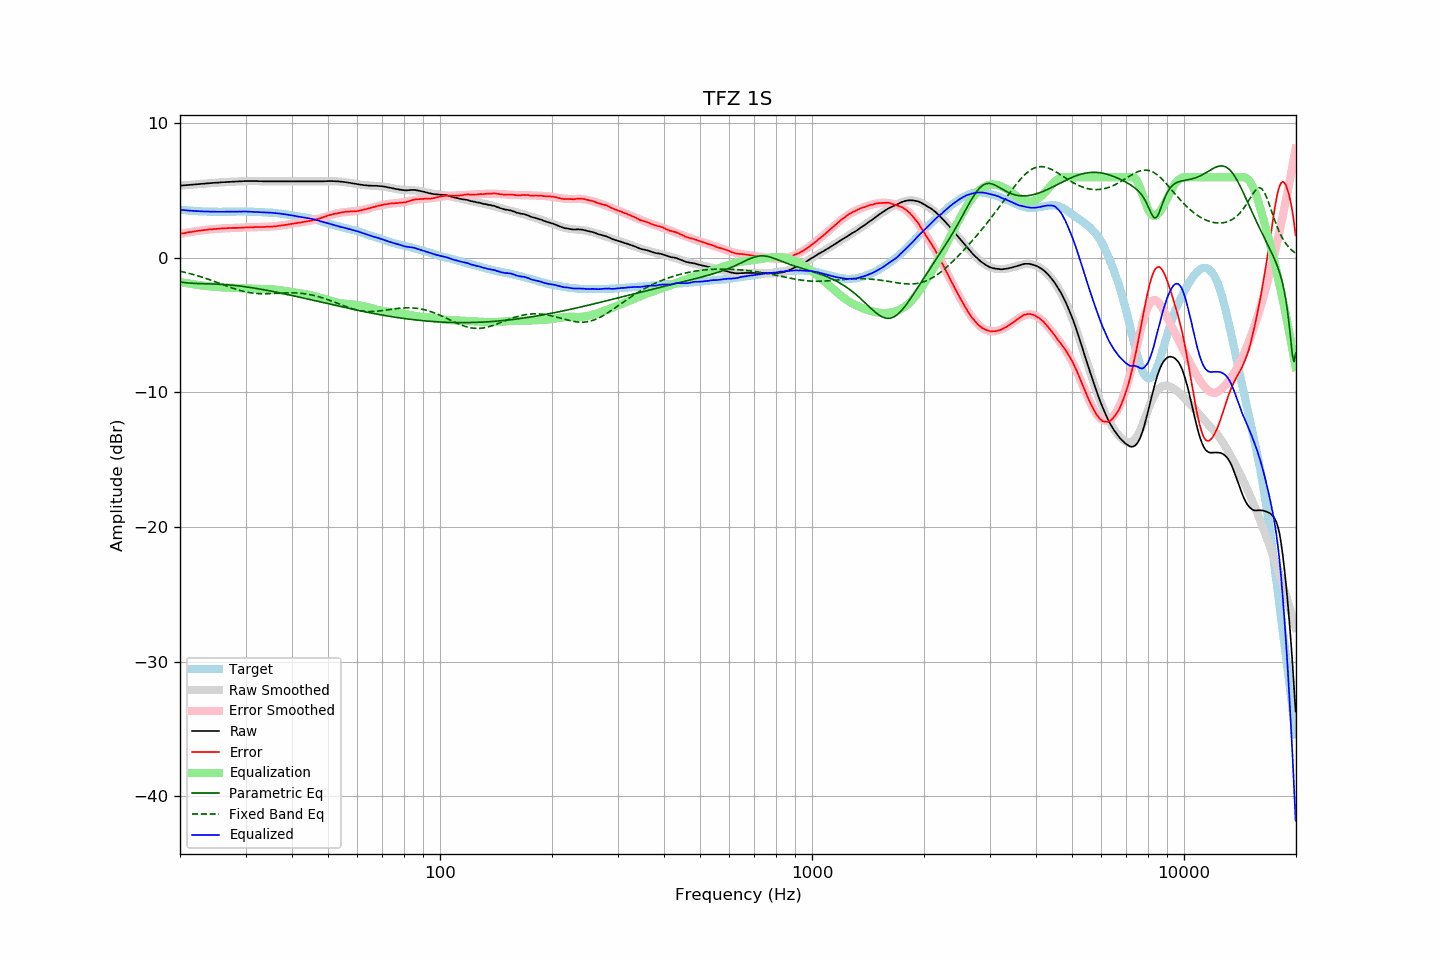 TFZ 1S
10
0
−10
−20
−30
−40
Amplitude (dBr)
100
1000
10000
Frequency (Hz)
Target
Raw Smoothed
Error Smoothed
Raw
Error
Equalization
Parametric Eq
Fixed Band Eq
Equalized